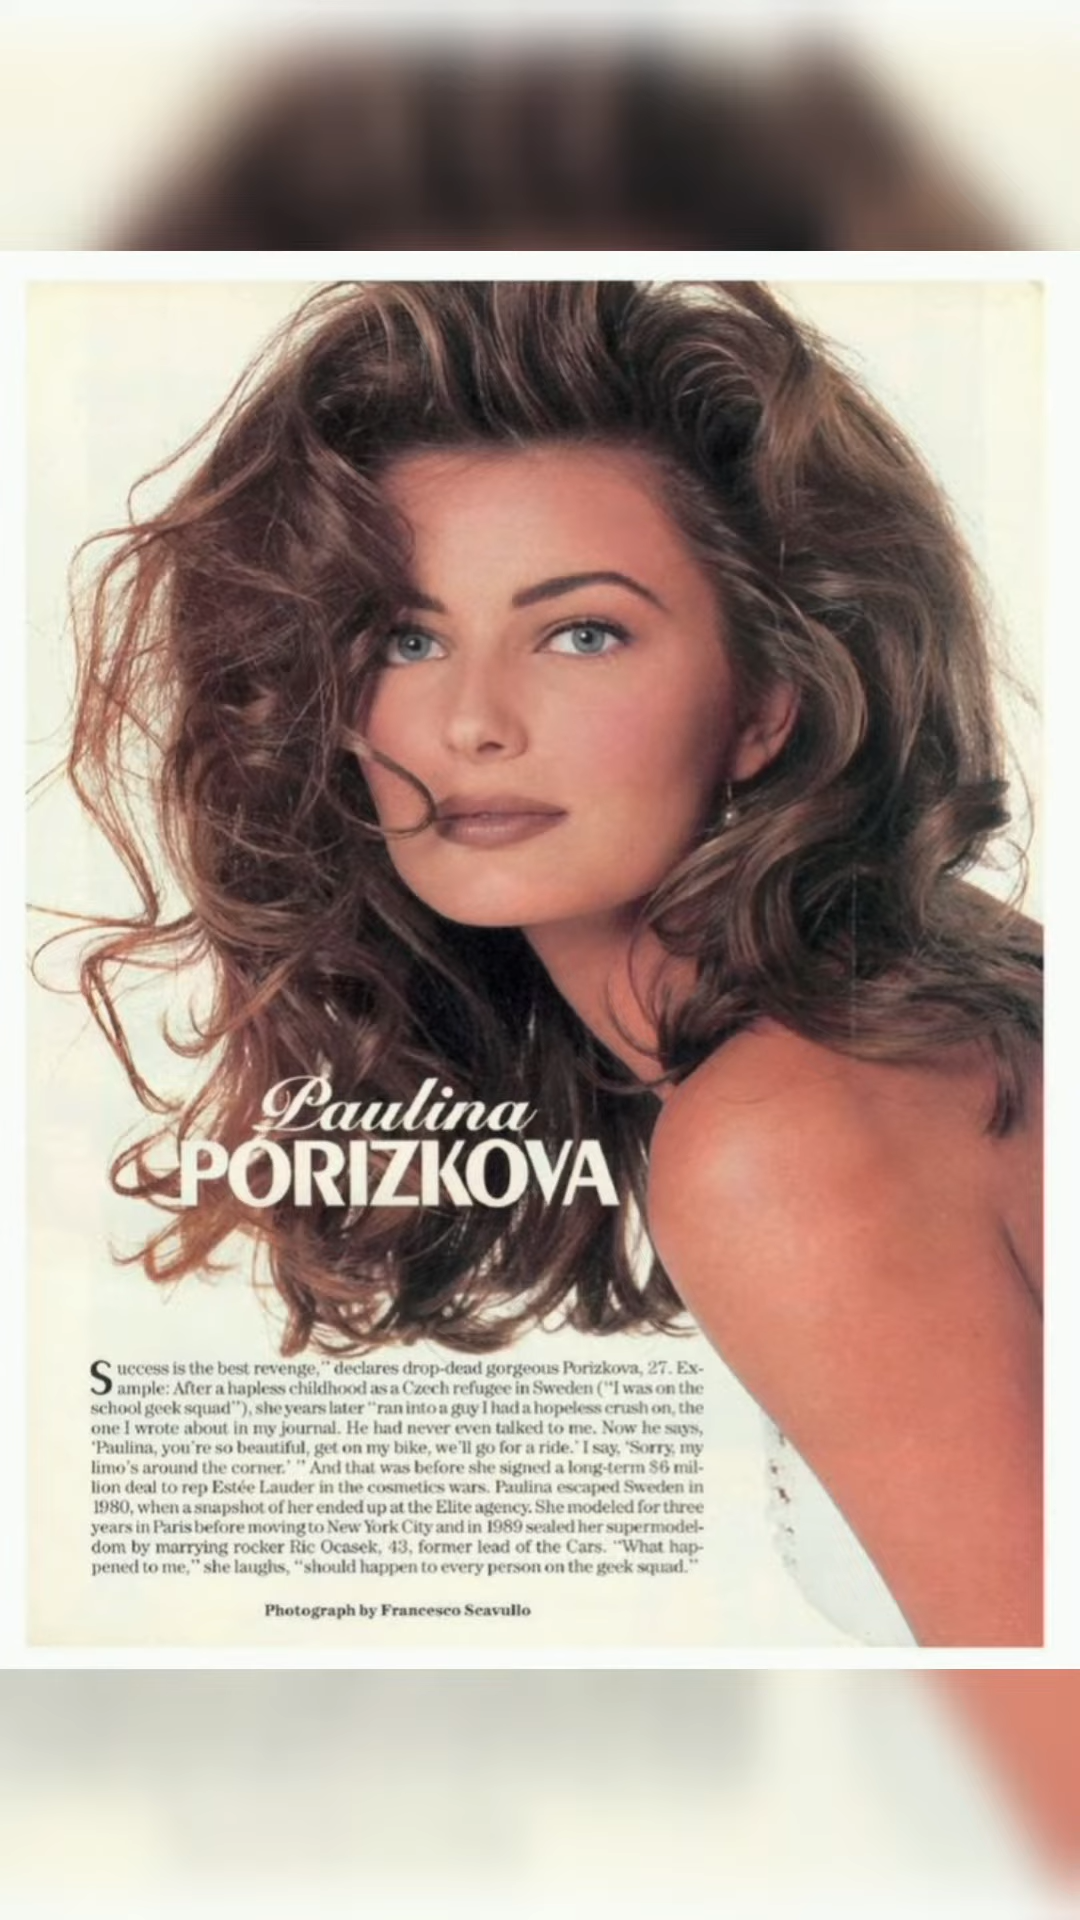 Paulina
PORIZKOVA
Success is the best revenge," declares drop-dead gorgeous Porizkova, 27. Ex-
ample: After a hapless childhood as a Czech refugee in Sweden ("I was on the
school geek squad"), she years later "ran into a guy I had a hopeless crush on, the
one I wrote about in my journal. He had never even talked to me. Now he says,
'Paulina, you're so beautiful, get on my bike, we'll go for a ride.' I say, 'Sorry, my
limo's around the corner.' " And that was before she signed a long-term $6 mil-
lion deal to rep Estée Lauder in the cosmetics wars. Paulina escaped Sweden in
1980, when a snapshot of her ended up at the Elite agency. She modeled for three
years in Paris before moving to New York City and in 1989 sealed her supermodel-
dom by marrying rocker Ric Ocasek, 43, former lead of the Cars. "What hap-
pened to me," she laughs, "should happen to every person on the geek squad."
Photograph by Francesco Scavullo